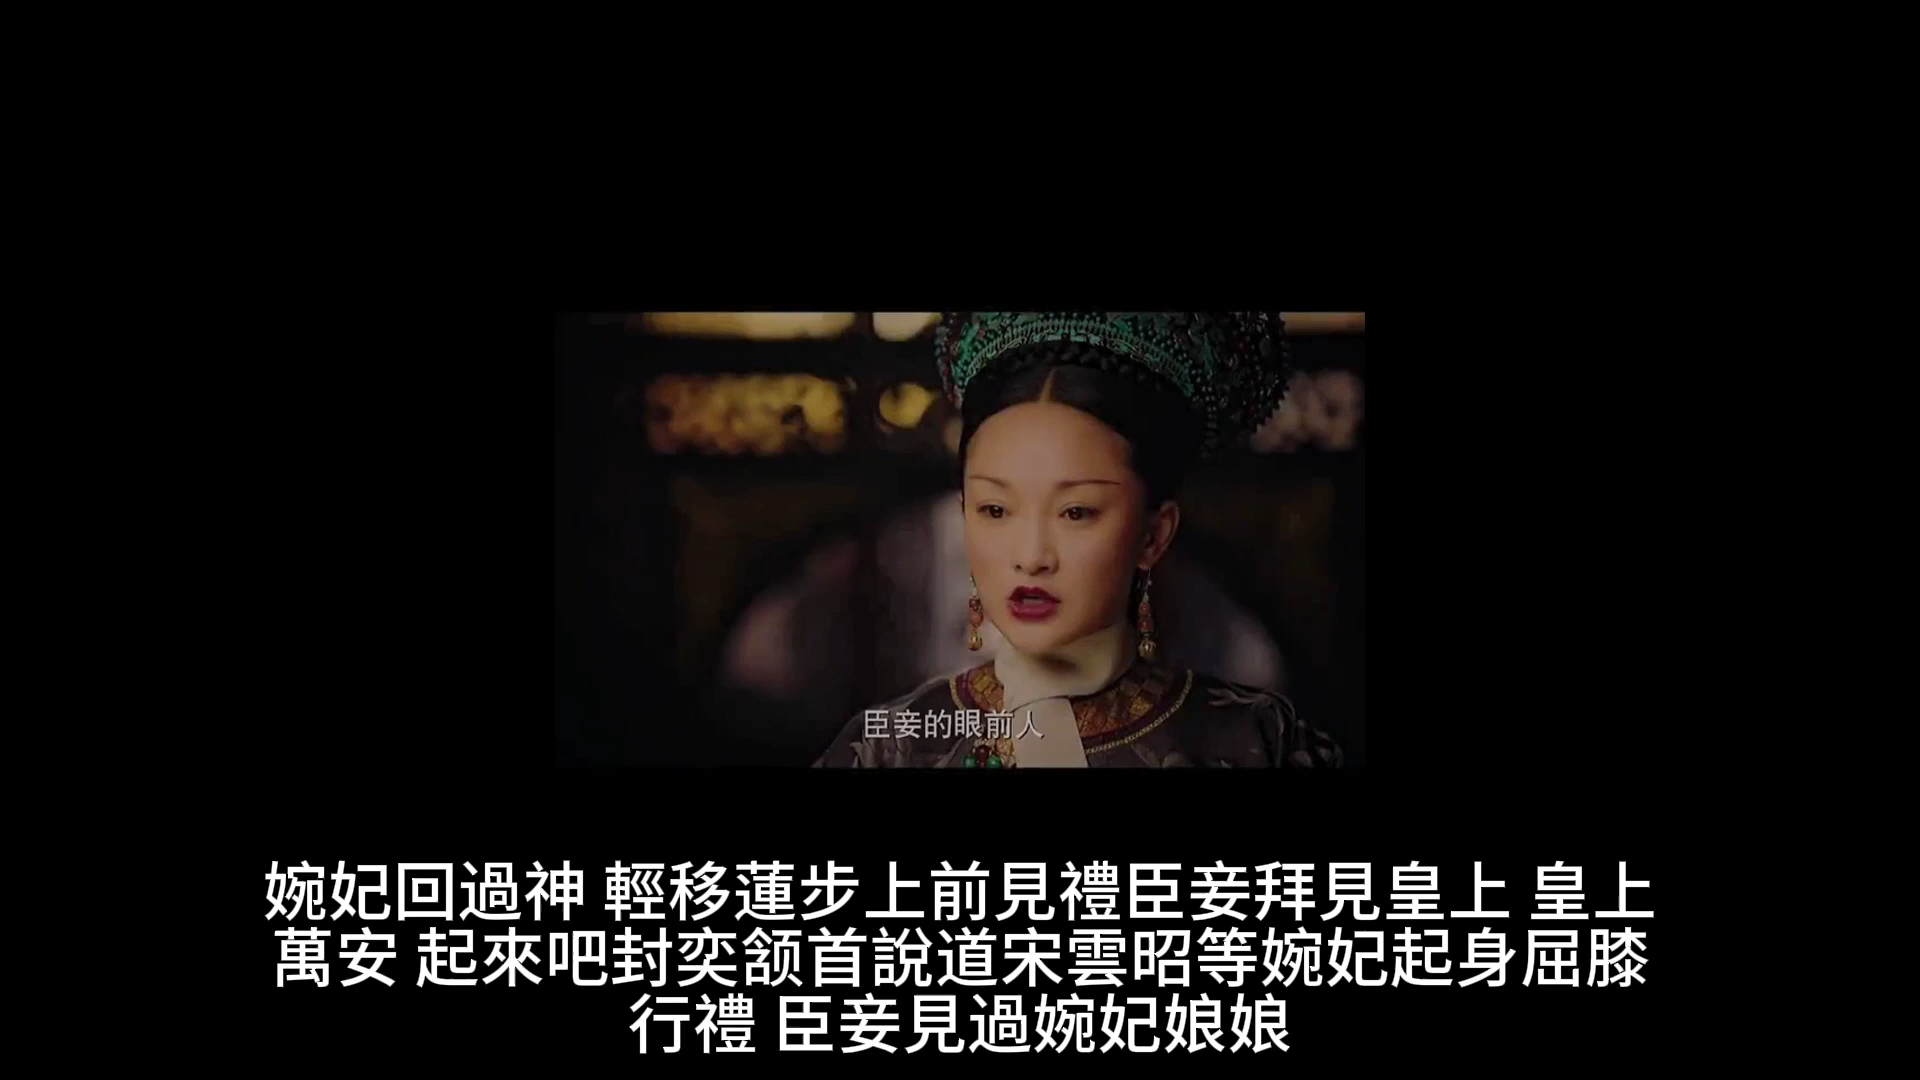 臣妾的眼前人
婉妃回過神 輕移蓮步上前見禮臣妾拜見皇上 皇上
萬安 起來吧封奕颔首說道宋雲昭等婉妃起身屈膝
行禮 臣妾見過婉妃娘娘